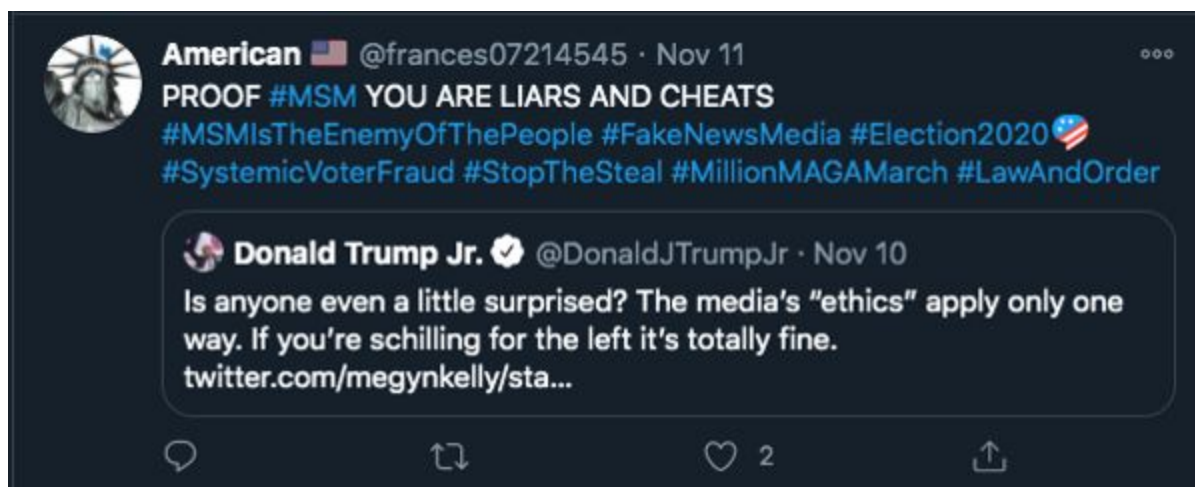 American 🇺🇸 @frances07214545 · Nov 11
PROOF #MSM YOU ARE LIARS AND CHEATS
#MSMIsTheEnemyOfThePeople #FakeNewsMedia #Election2020
#SystemicVoterFraud #StopTheSteal #MillionMAGAMarch #LawAndOrder
Donald Trump Jr. @DonaldJTrumpJr · Nov 10
Is anyone even a little surprised? The media’s “ethics” apply only one
way. If you’re schilling for the left it’s totally fine.
twitter.com/megynkelly/sta...
2